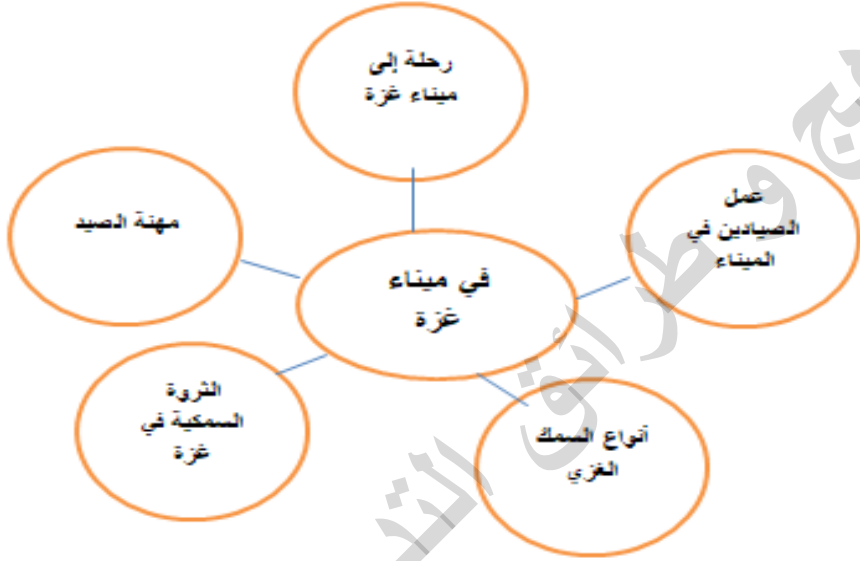 رحلة إلى
ميناء غزة
عمل
الصيادين في
الميناء
مهنة الصيد
في ميناء
غزة
الثروة
السمكية في
غزة
أنواع السمك
الغزي
و طرائق